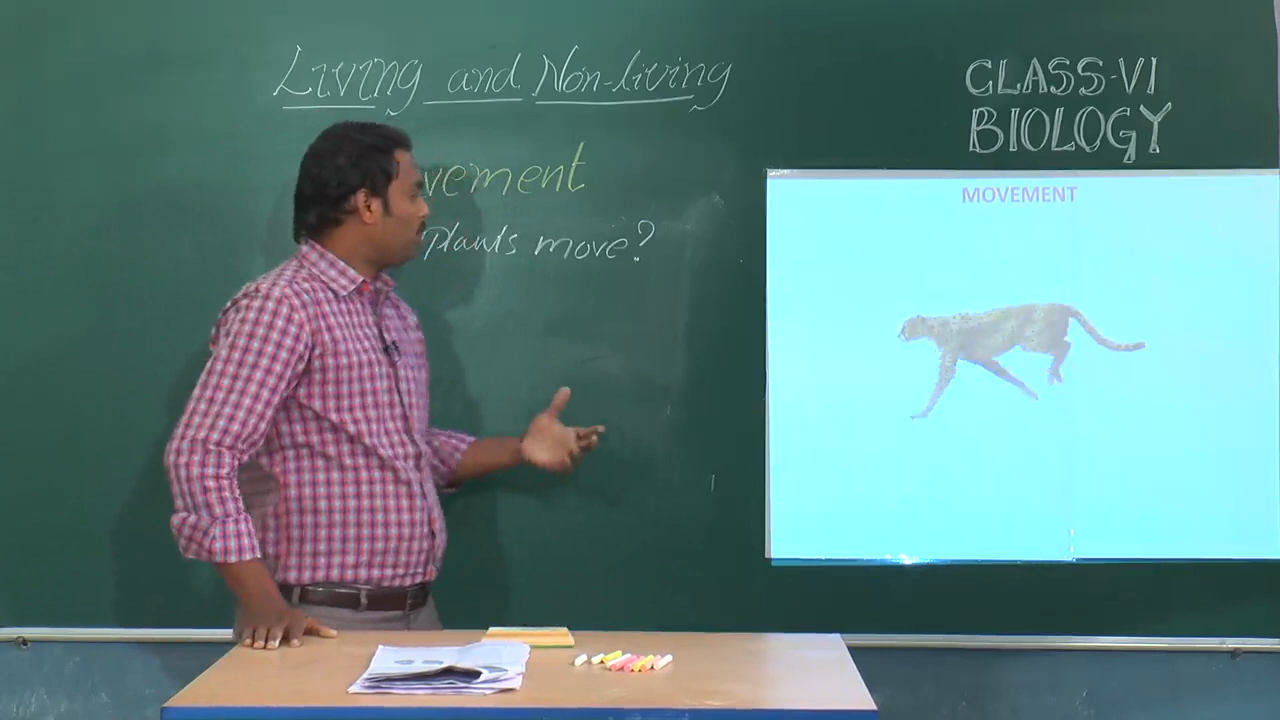 Living and Non-living
vement
Plants move?
CLASS-VI
BIOLOGY
MOVEMENT